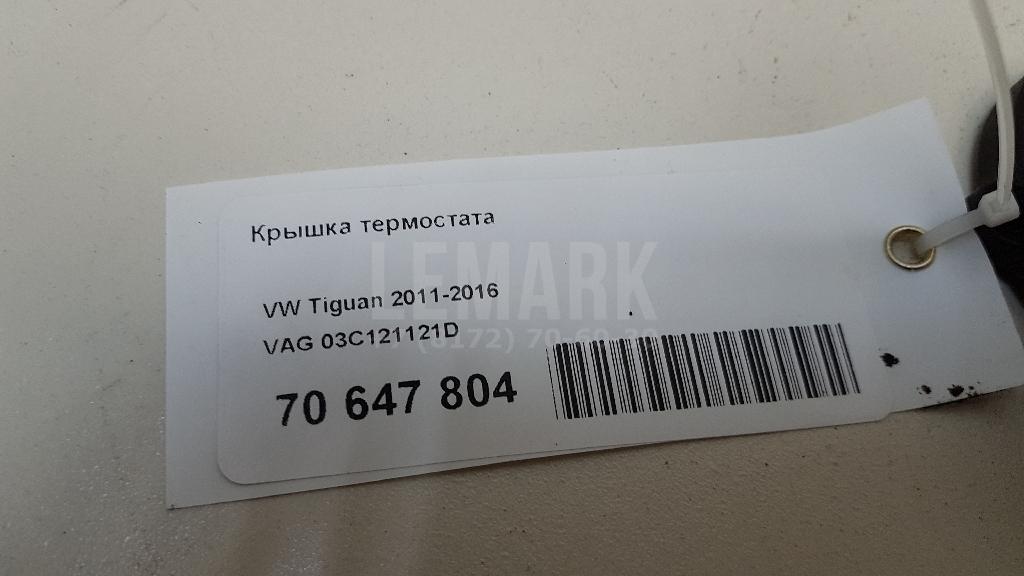 Крышка термостата
LEMARK
VW Tiguan 2011-2016
VAG 03C121121D
70 647 804